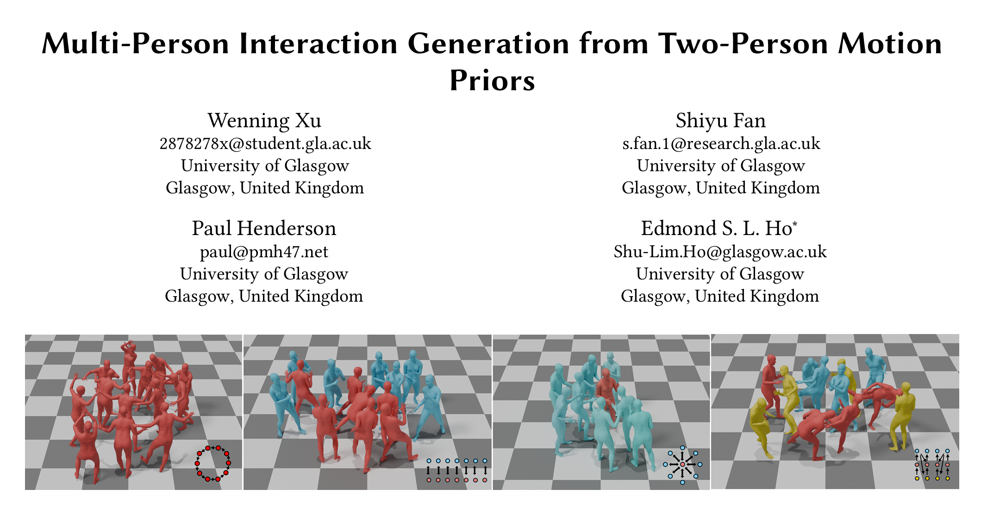 Multi-Person Interaction Generation from Two-Person Motion
Priors
Wenning Xu
2878278x@student.gla.ac.uk
University of Glasgow
Glasgow, United Kingdom
Shiyu Fan
s.fan.1@research.gla.ac.uk
University of Glasgow
Glasgow, United Kingdom
Paul Henderson
paul@pmh47.net
University of Glasgow
Glasgow, United Kingdom
Edmond S. L. Ho*
Shu-Lim.Ho@glasgow.ac.uk
University of Glasgow
Glasgow, United Kingdom